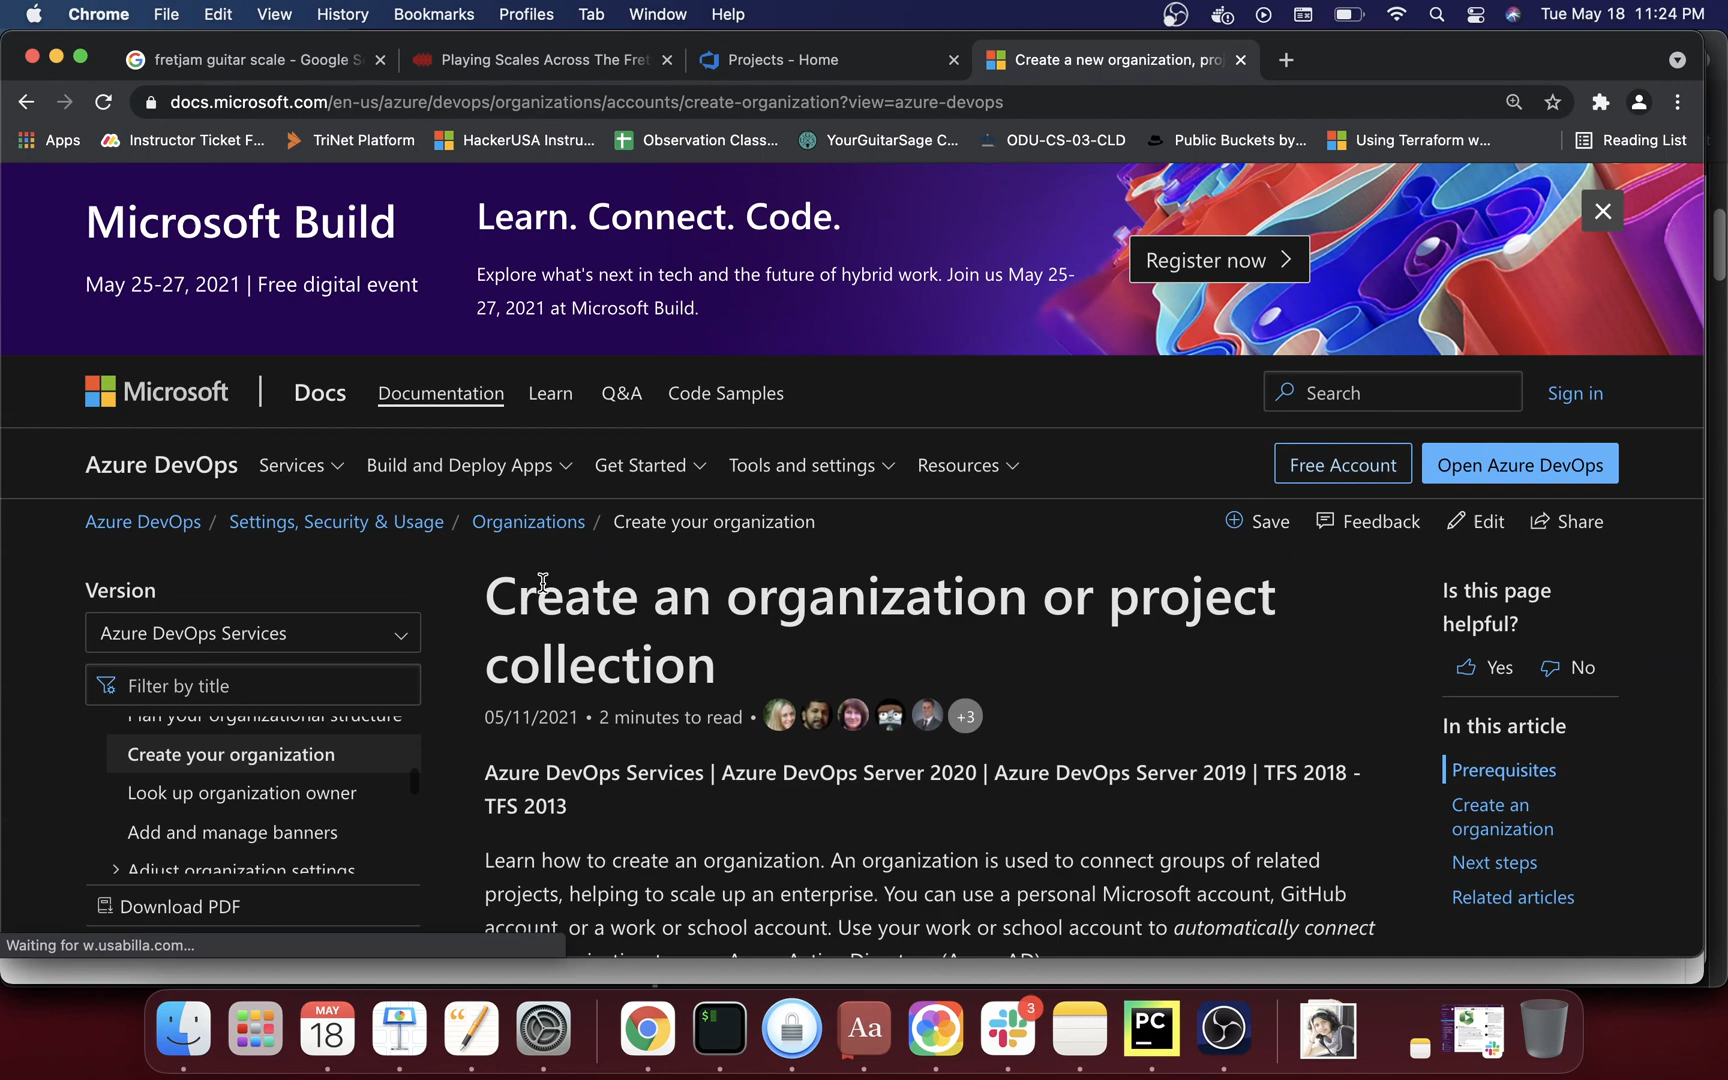 Chrome File Edit View History Bookmarks Profiles Tab Window Help Tue May 18 11:24 PM
fretjam guitar scale - Google S Playing Scales Across The Fret Projects - Home Create a new organization, proj
docs.microsoft.com/en-us/azure/devops/organizations/accounts/create-organization?view=azure-devops
Apps Instructor Ticket F... TriNet Platform HackerUSA Instru... Observation Class... YourGuitarSage C... ODU-CS-03-CLD Public Buckets by... Using Terraform w... Reading List
Microsoft Build
May 25-27, 2021 | Free digital event
Learn. Connect. Code.
Explore what's next in tech and the future of hybrid work. Join us May 25-
27, 2021 at Microsoft Build.
Register now
Microsoft Docs Documentation Learn Q&A Code Samples Search Sign in
Azure DevOps Services Build and Deploy Apps Get Started Tools and settings Resources Free Account Open Azure DevOps
Azure DevOps / Settings, Security & Usage / Organizations / Create your organization Save Feedback Edit Share
Version
Azure DevOps Services
Filter by title
Plan your organizational structure
Create your organization
Look up organization owner
Add and manage banners
Adjust organization settings
Download PDF
Create an organization or project
collection
05/11/2021 • 2 minutes to read • +3
Azure DevOps Services | Azure DevOps Server 2020 | Azure DevOps Server 2019 | TFS 2018 -
TFS 2013
Learn how to create an organization. An organization is used to connect groups of related
projects, helping to scale up an enterprise. You can use a personal Microsoft account, GitHub
account, or a work or school account. Use your work or school account to automatically connect
Is this page
helpful?
Yes No
In this article
Prerequisites
Create an
organization
Next steps
Related articles
Waiting for w.usabilla.com...
MAY
18
$
Aa
3
PC